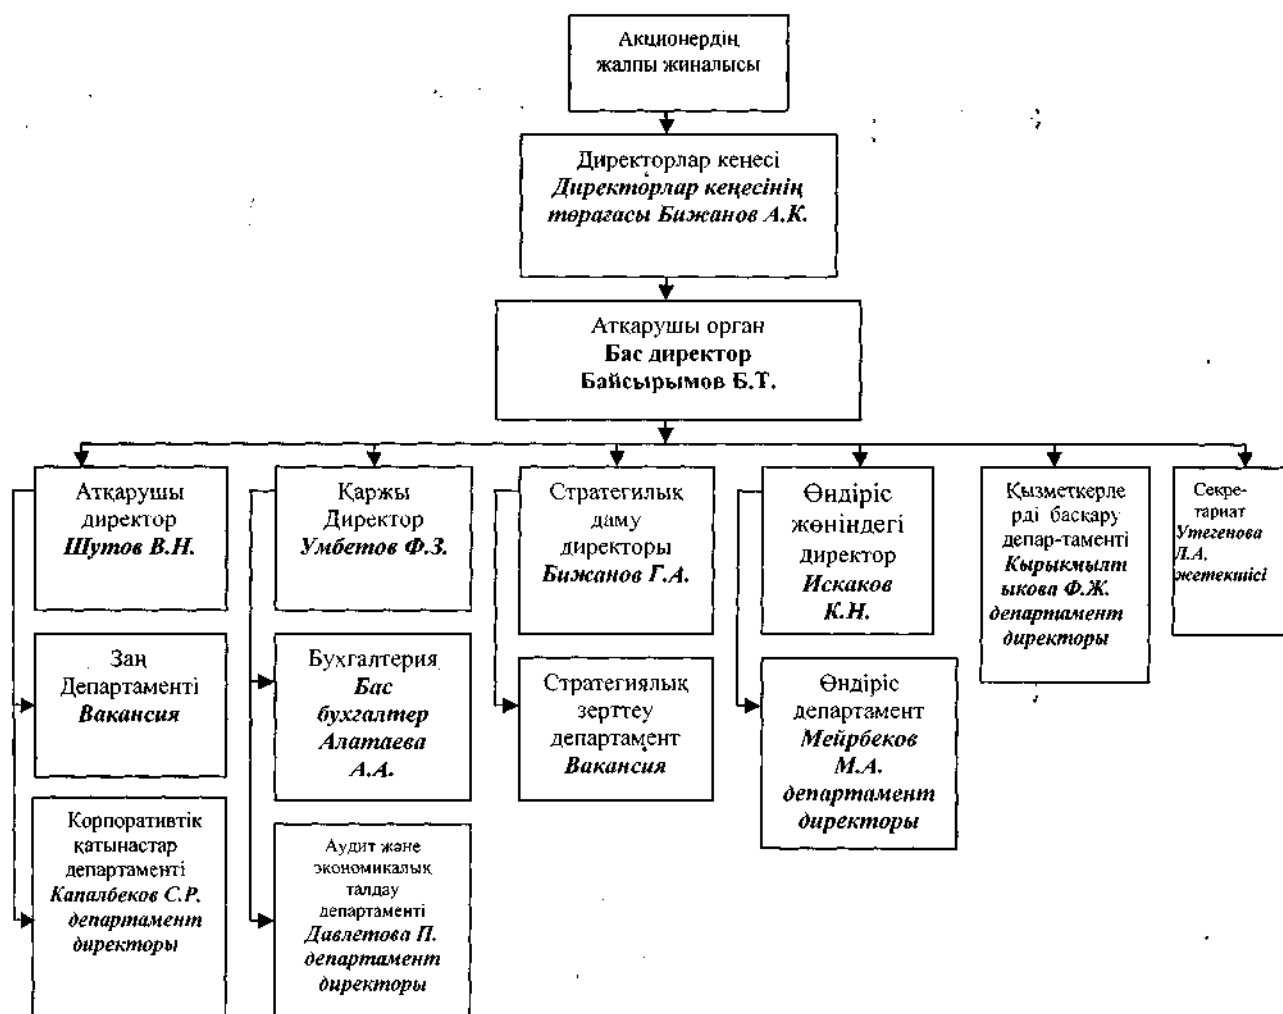 Акционердің
жалпы жиналысы
Директорлар кеңесі
Директорлар кеңесінің
төрағасы Бижанов А.К.
Атқарушы орган
Бас директор
Байсырымов Б.Т.
Атқарушы
директор
Шутов В.Н.
Қаржы
Директор
Умбетов Ф.З.
Стратегилық
даму
директоры
Бижанов Г.А.
Өндіріс
жөніндегі
директор
Искаков
К.Н.
Қызметкерле
рді басқару
депар-таменті
Кырыкмылт
ыкова Ф.Ж.
департамент
директоры
Секре-
тариат
Утегенова
Л.А.
жетекшісі
Заң
Департаменті
Вакансия
Бухгалтерия
Бас
бухгалтер
Алатаева
А.А.
Стратегиялық
зерттеу
департамент
Вакансия
Өндіріс
департамент
Мейрбеков
М.А.
департамент
директоры
Корпоративтік
қатынастар
департаменті
Капалбеков С.Р.
департамент
директоры
Аудит және
экономикалық
талдау
департаменті
Давлетова П.
департамент
директоры